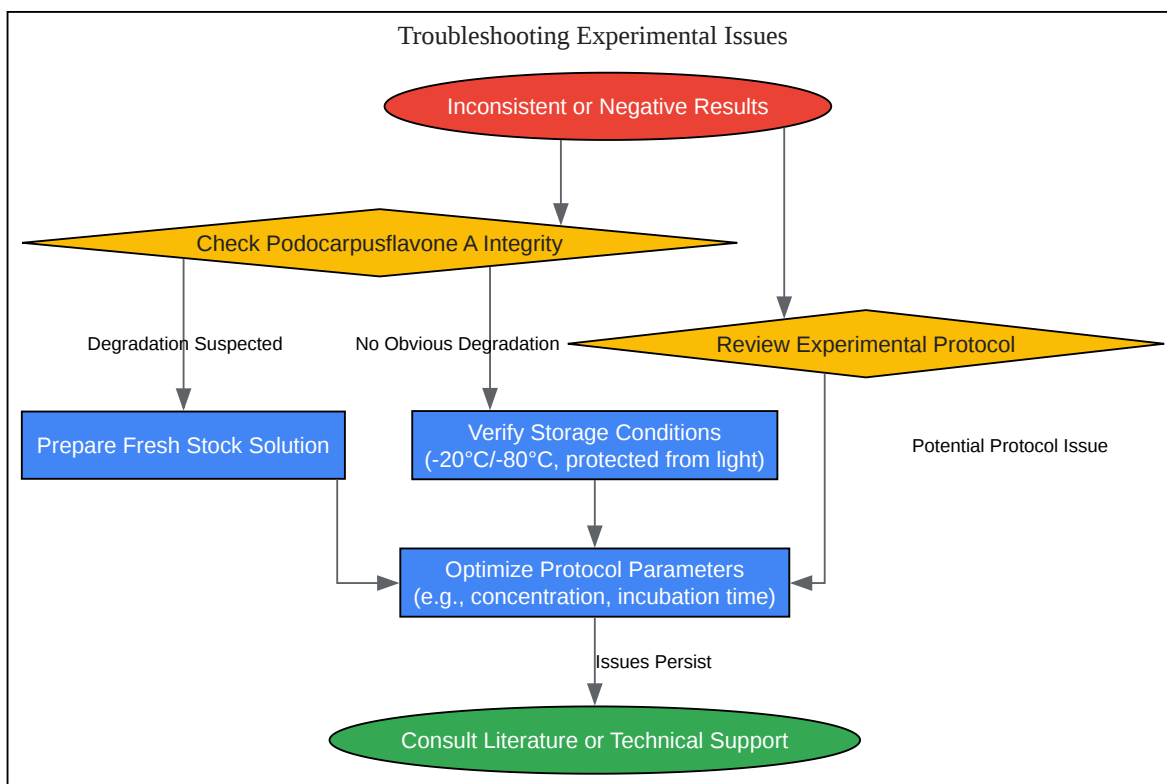 Troubleshooting Experimental Issues
Inconsistent or Negative Results
Check Podocarpusflavone A Integrity
Degradation Suspected
No Obvious Degradation
Review Experimental Protocol
Prepare Fresh Stock Solution
Verify Storage Conditions
(-20°C/-80°C, protected from light)
Potential Protocol Issue
Optimize Protocol Parameters
(e.g., concentration, incubation time)
Issues Persist
Consult Literature or Technical Support